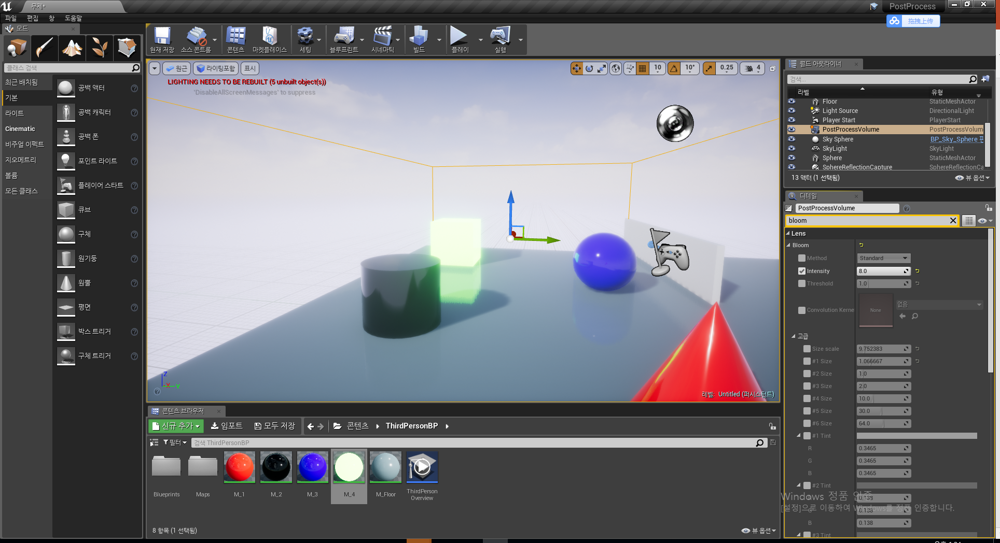 무제*
PostProcess
파일 편집 창 도움말
拖拽上传
모드
현재 저장 소스 콘트롤 콘텐츠 마켓플레이스 세팅 블루프린트 시네마틱 빌드 플레이 실행
클래스 검색
최근 배치됨
기본
라이트
Cinematic
비주얼 이펙트
지오메트리
볼륨
모든 클래스
공백 액터
공백 캐릭터
공백 폰
포인트 라이트
플레이어 스타트
큐브
구체
원기둥
원뿔
평면
박스 트리거
구체 트리거
원근 라이팅포함 표시
10 10° 0.25 4
LIGHTING NEEDS TO BE REBUILT (5 unbuilt object(s))
'DisableAllScreenMessages' to suppress
Z
X Y
레벨: Untitled (퍼시스턴트)
월드 아웃라이너
검색...
라벨 유형
Floor StaticMeshActor
Light Source DirectionalLight
Player Start PlayerStart
PostProcessVolume PostProcessVolum
Sky Sphere BP_Sky_Sphere 편
SkyLight SkyLight
Sphere StaticMeshActor
SphereReflectionCapture SphereReflectionCa
13 액터 (1 선택됨) 뷰 옵션
디테일
PostProcessVolume
bloom
Lens
Bloom
Method Standard
Intensity 8.0
Threshold 1.0
Convolution Kerne None 없음
고급
Size scale 9.752383
#1 Size 1.066667
#2 Size 1.0
#3 Size 2.0
#4 Size 10.0
#5 Size 30.0
#6 Size 64.0
#1 Tint
R 0.3465
G 0.3465
B 0.3465
#2 Tint
R 0.138
G 0.138
B 0.138
#3 Tint
Windows 정품 인증
[설정]으로 이동하여 Windows를 정품 인증합니다.
콘텐츠 브라우저
신규 추가 임포트 모두 저장 콘텐츠 ThirdPersonBP
필터 검색 ThirdPersonBP
Blueprints Maps M_1 M_2 M_3 M_4 M_Floor ThirdPerson
Overview
8 항목 (1 선택됨) 뷰 옵션